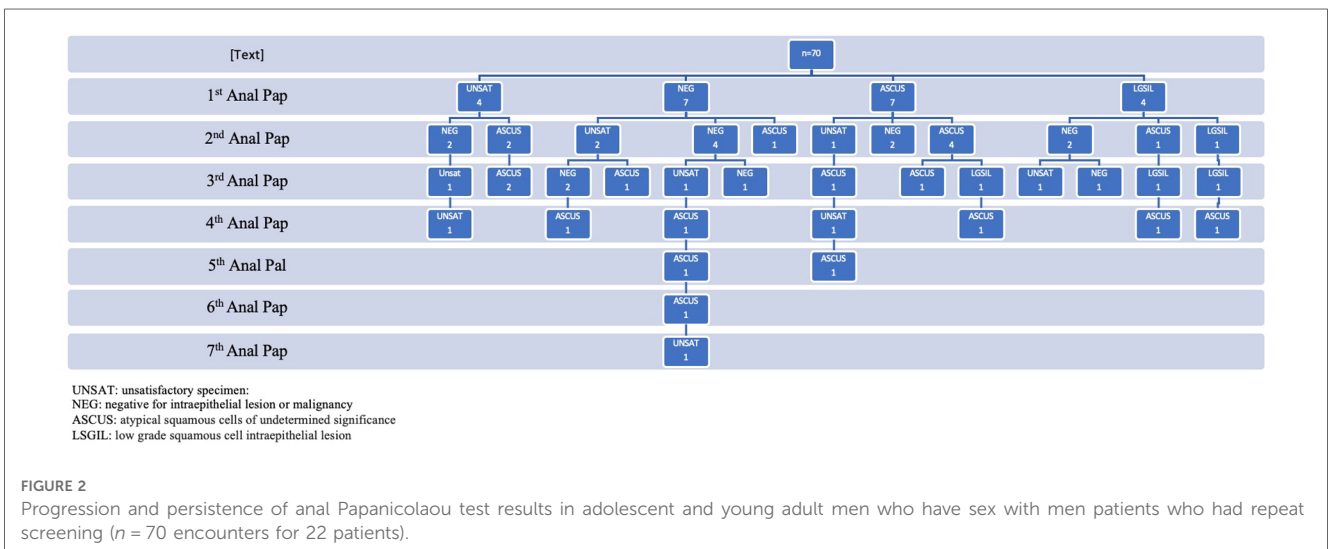 [Text]
n=70
1st Anal Pap
UNSAT
4
NEG
7
ASCUS
7
LGSIL
4
2nd Anal Pap
NEG
2
ASCUS
2
UNSAT
2
NEG
4
ASCUS
1
UNSAT
1
NEG
2
ASCUS
4
NEG
2
ASCUS
1
LGSIL
1
3rd Anal Pap
Unsat
1
ASCUS
2
NEG
2
ASCUS
1
UNSAT
1
NEG
1
ASCUS
1
ASCUS
1
LGSIL
1
UNSAT
1
NEG
1
LGSIL
1
LGSIL
1
4th Anal Pap
UNSAT
1
ASCUS
1
ASCUS
1
UNSAT
1
ASCUS
1
ASCUS
1
ASCUS
1
5th Anal Pal
ASCUS
1
ASCUS
1
6th Anal Pap
ASCUS
1
7th Anal Pap
UNSAT
1
UNSAT: unsatisfactory specimen:
NEG: negative for intraepithelial lesion or malignancy
ASCUS: atypical squamous cells of undetermined significance
LSGIL: low grade squamous cell intraepithelial lesion
FIGURE 2
Progression and persistence of anal Papanicolaou test results in adolescent and young adult men who have sex with men patients who had repeat
screening (n = 70 encounters for 22 patients).